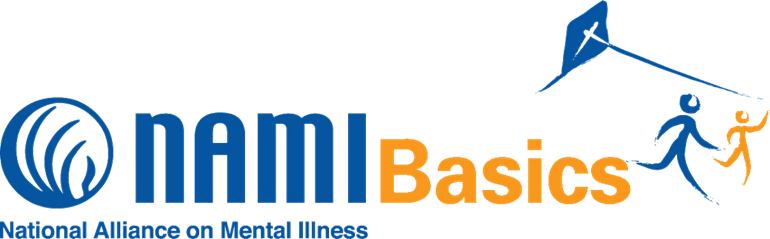 NAMI Basics
National Alliance on Mental Illness